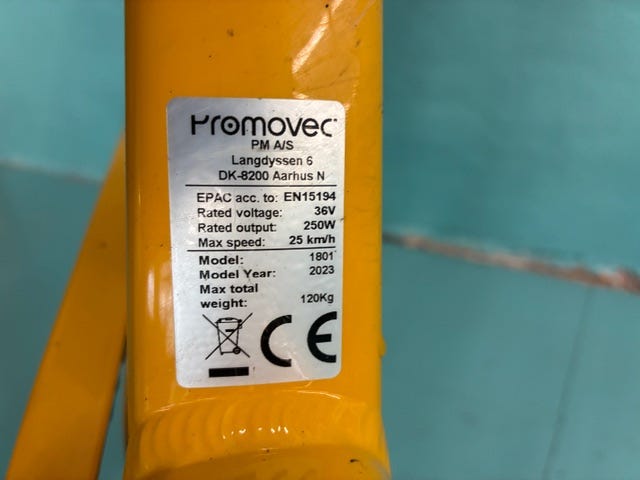 Promovec
PM A/S
Langdyssen 6
DK-8200 Aarhus N
EPAC acc. to: EN15194
Rated voltage: 36V
Rated output: 250W
Max speed: 25 km/h
Model: 1801
Model Year: 2023
Max total
weight: 120Kg
CE